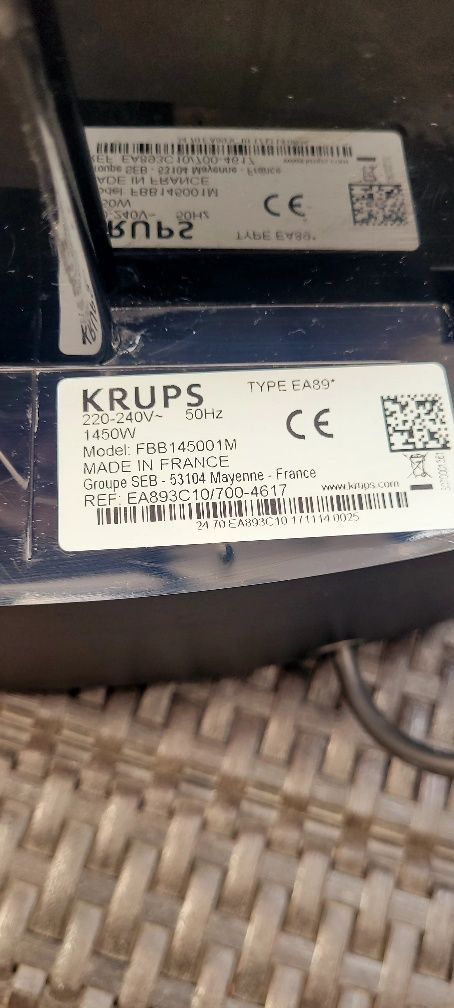 KRUPS
TYPE EA89*
220-240V~ 50Hz
1450W
Model: FBB145001M
MADE IN FRANCE
Groupe SEB - 53104 Mayenne - France
REF: EA893C10/700-4617
www.krups.com
24 70 EA893C10 171114 0025